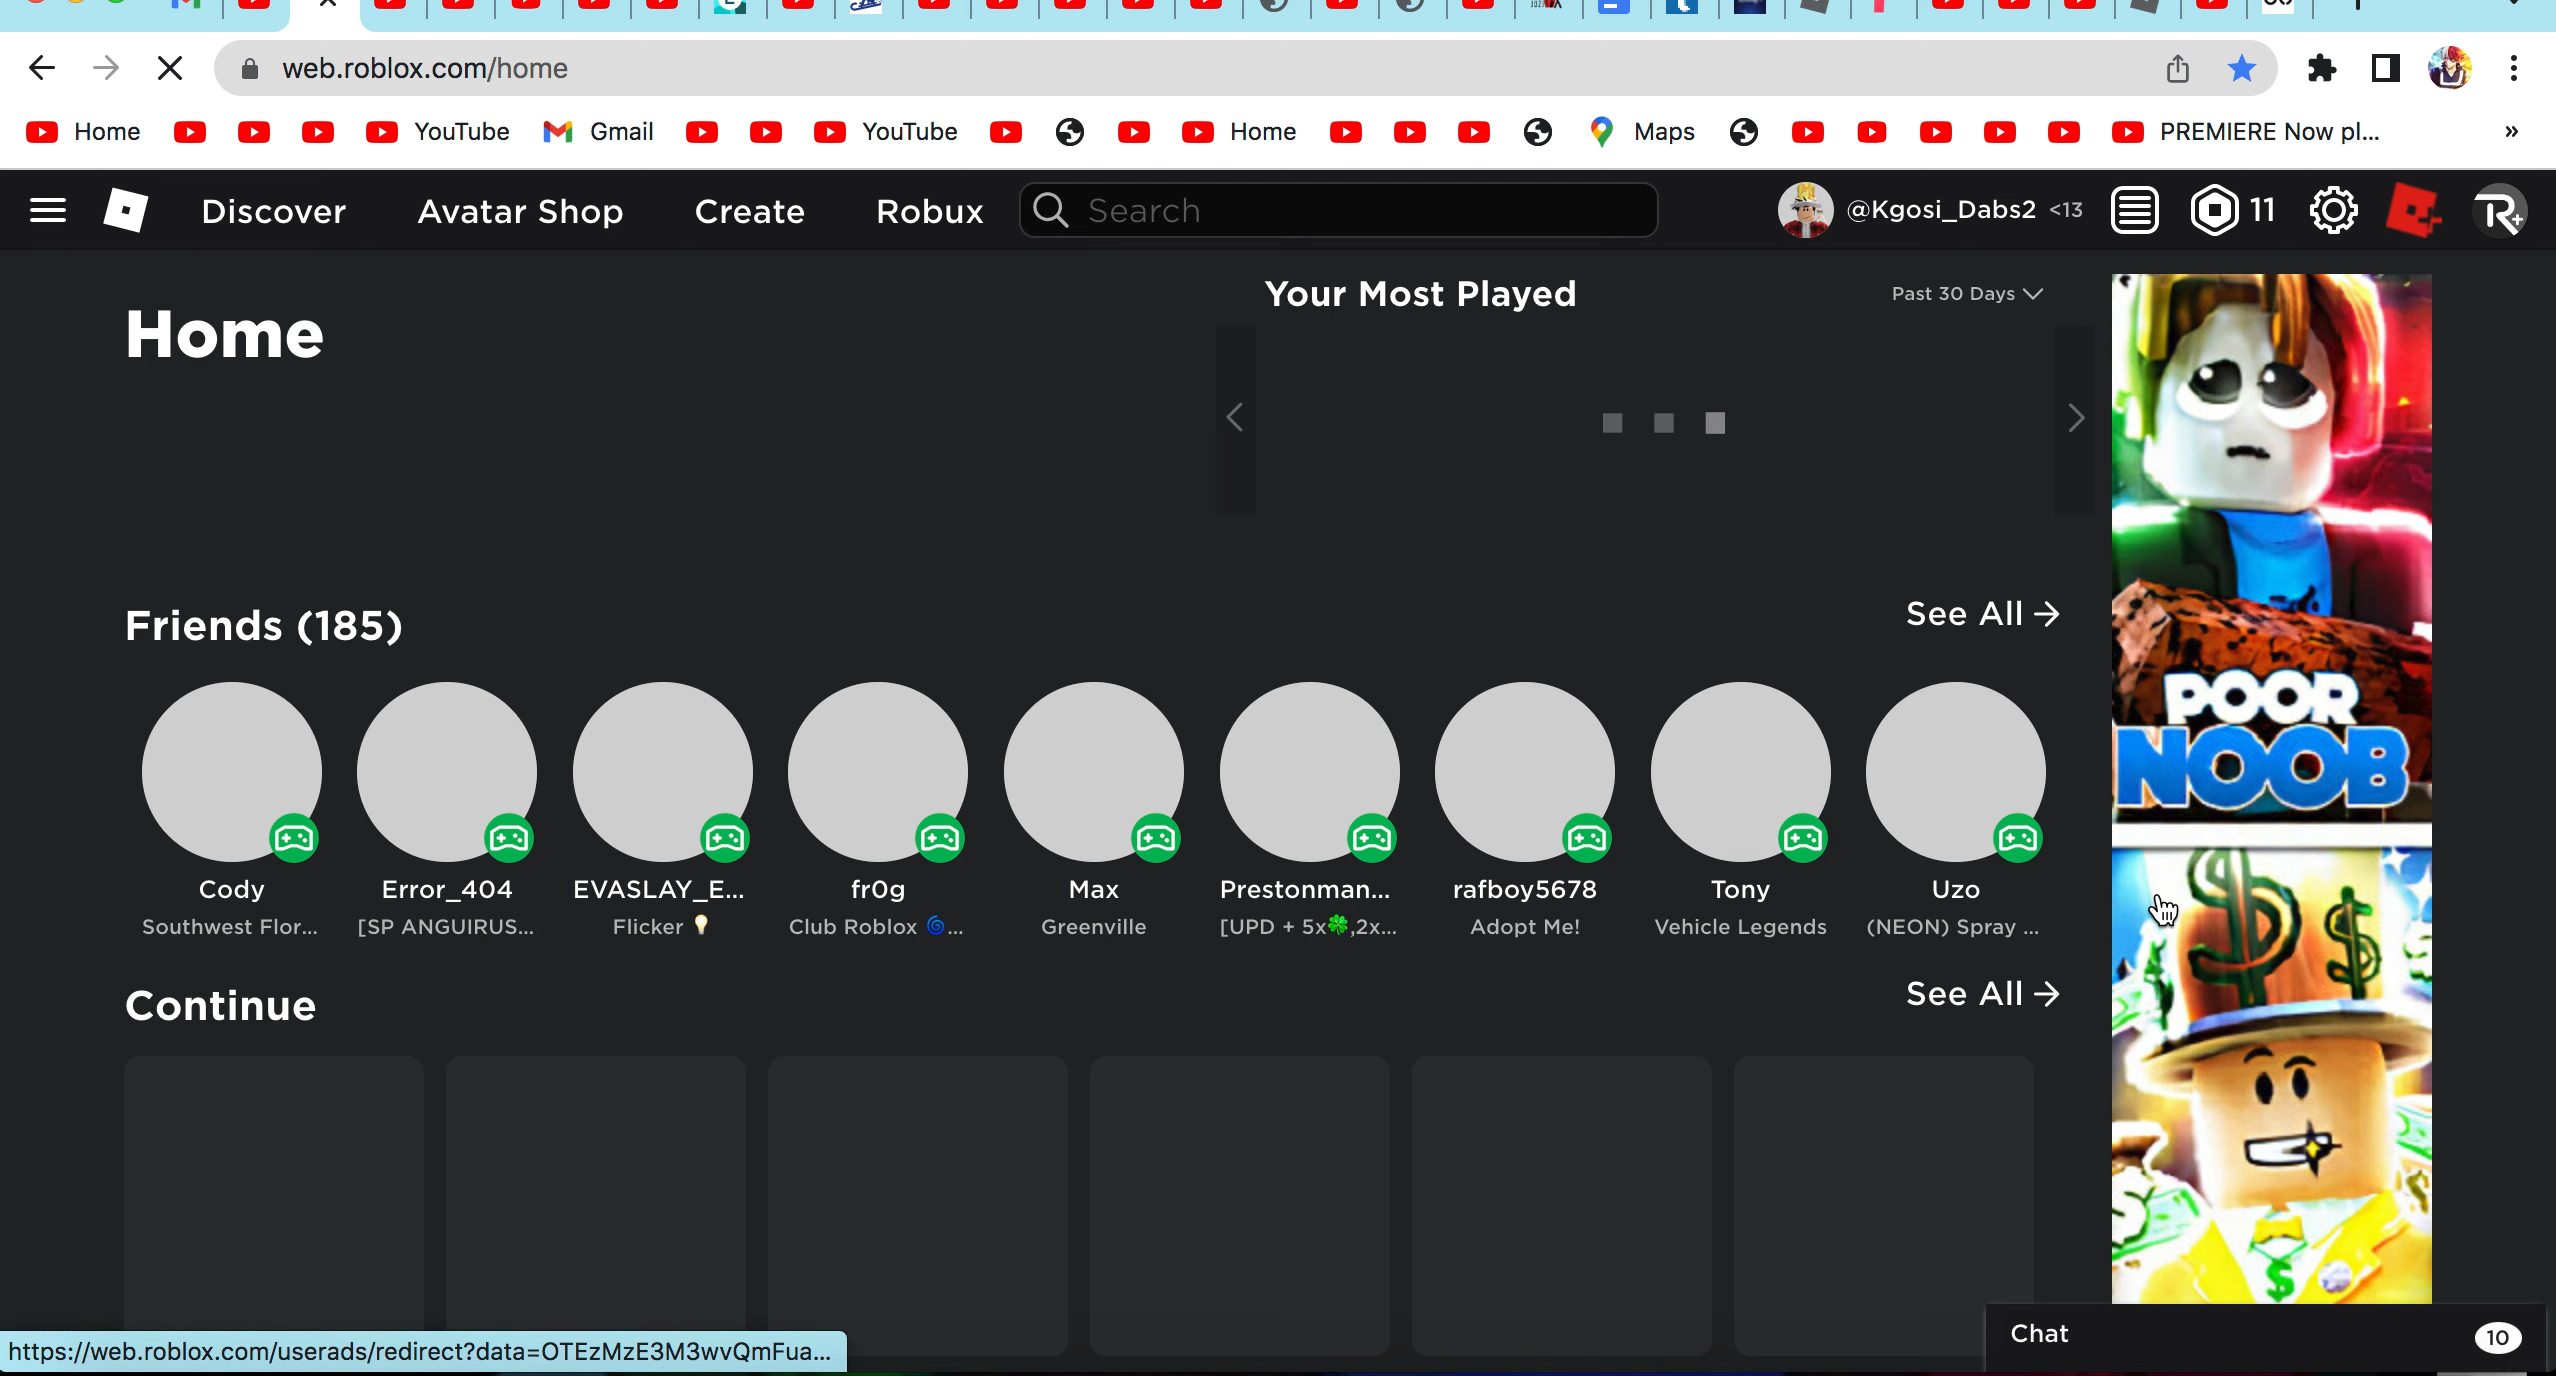 web.roblox.com/home
Home YouTube Gmail YouTube Home Maps PREMIERE Now pl...
Discover Avatar Shop Create Robux Search @Kgosi_Dabs2 <13 11
Your Most Played Past 30 Days
Home
Friends (185) See All →
Cody Error_404 EVASLAY_E... fr0g Max Prestonman... rafboy5678 Tony Uzo
Southwest Flor... [SP ANGUIRUS... Flicker 💡 Club Roblox 🌀... Greenville [UPD + 5x🍀,2x... Adopt Me! Vehicle Legends (NEON) Spray ...
Continue See All →
POOR
NOOB
Chat 10
https://web.roblox.com/userads/redirect?data=OTEzMzE3M3wvQmFua...